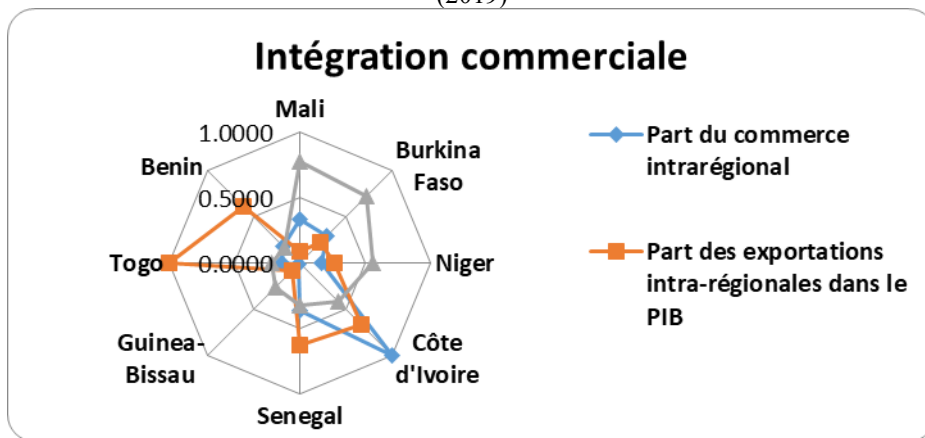 (2019)
Intégration commerciale
Mali
1.0000
Burkina
Faso
Benin
0.5000
Togo
0.0000
Niger
Guinea-
Bissau
Côte
d'Ivoire
Senegal
Part du commerce
intrarégional
Part des exportations
intra-régionales dans le
PIB